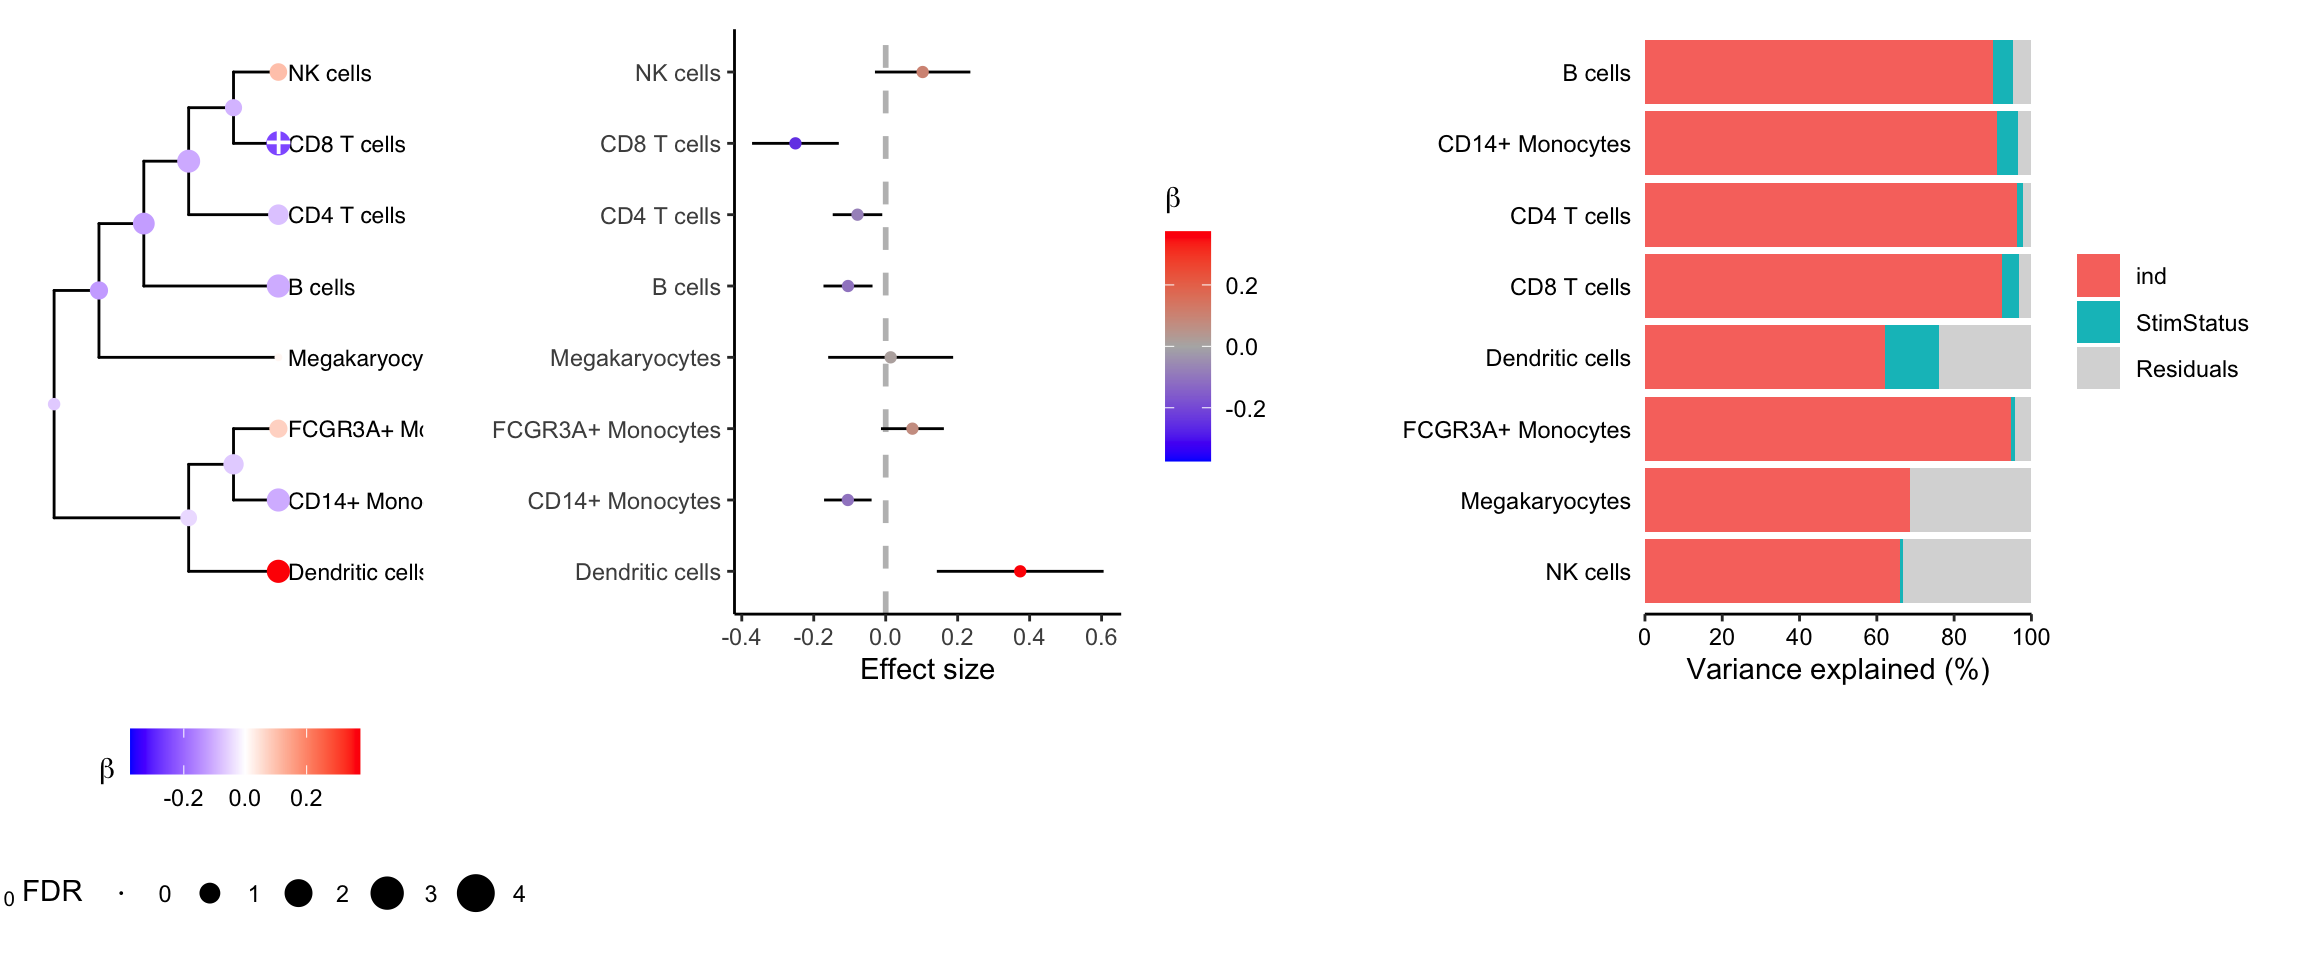 NK cells
CD8 T cells
CD4 T cells
B cells
Megakaryocy
FCGR3A+ Mo
CD14+ Mono
Dendritic cells
β
-0.2 0.0 0.2
0 FDR 0 1 2 3 4
NK cells
CD8 T cells
CD4 T cells
B cells
Megakaryocytes
FCGR3A+ Monocytes
CD14+ Monocytes
Dendritic cells
-0.4 -0.2 0.0 0.2 0.4 0.6
Effect size
β
0.2
0.0
-0.2
B cells
CD14+ Monocytes
CD4 T cells
CD8 T cells
Dendritic cells
FCGR3A+ Monocytes
Megakaryocytes
NK cells
0 20 40 60 80 100
Variance explained (%)
ind
StimStatus
Residuals